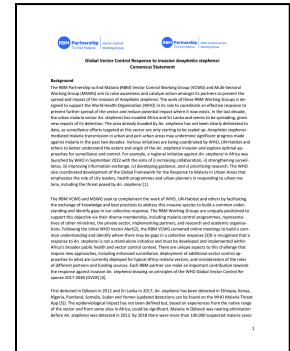 RBM Partnership To End Malaria
Vector Control Working Group
RBM Partnership To End Malaria
Multi-Sectoral Working Group
Global Vector Control Response to invasive Anopheles stephensi
Consensus Statement
Background
The RBM Partnership to End Malaria (RBM) Vector Control Working Group (VCWG) and Multi-Sectoral
Working Group (MSWG) aim to raise awareness and catalyse action amongst its partners to prevent the
spread and impact of the invasion of Anopheles stephensi. The work of these RBM Working Groups is de-
signed to support the World Health Organisation (WHO) in its role to coordinate an effective response to
prevent further spread of the vector and reduce potential impact where it now exists. In the last decade,
the urban malaria vector An. stephensi has invaded Africa and Sri Lanka and seems to be spreading, given
new reports of its detection. The area already invaded by An. stephensi has not been clearly delineated to
date, as surveillance efforts targeted at this vector are only starting to be scaled up. Anopheles stephensi-
mediated malaria transmission in urban and peri-urban areas may undermine significant progress made
against malaria in the past two decades. Various initiatives are being coordinated by WHO, UN-Habitat and
others to better understand the extent and origin of the An. stephensi invasion and explore optimal ap-
proaches for surveillance and control. For example, a regional initiative against An. stephensi in Africa was
launched by WHO in September 2022 with the aims of (i) increasing collaboration, ii) strengthening surveil-
lance, iii) improving information exchange, iv) developing guidance, and v) prioritising research. The WHO
also coordinated development of the Global Framework for the Response to Malaria in Urban Areas that
emphasises the role of city leaders, health programmes and urban planners in responding to urban ma-
laria, including the threat posed by An. stephensi [1].
The RBM VCWG and MSWG seek to complement the work of WHO, UN-Habitat and others by facilitating
the exchange of knowledge and best practices to address this invasive species to build a common under-
standing and identify gaps in our collective response. The RBM Working Groups are uniquely positioned to
support this objective via their diverse membership, including malaria control programmes, representa-
tives of other ministries, the private sector, implementing partners, and research and academic organisa-
tions. Following the initial WHO Vector Alert[2], the RBM VCWG convened online meetings to build a com-
mon understanding and identify where there may be gaps in a collective response [3]. It is recognised that a
response to An. stephensi is not a stand-alone initiative and must be developed and implemented within
Africa's broader public health and vector control context. There are unique aspects to this challenge that
require new approaches, including enhanced surveillance, deployment of additional vector control ap-
proaches to what are currently deployed for typical Africa malaria vectors, and consideration of the roles
of different partners and funding sources. Each RBM partner can make an important contribution towards
the response against invasive An. stephensi drawing on principles of the WHO Global Vector Control Re-
sponse 2017-2030 (GVCR) [4].
First detected in Djibouti in 2012 and Sri Lanka in 2017, An. stephensi has been detected in Ethiopia, Kenya,
Nigeria, Puntland, Somalia, Sudan and Yemen (updated detections can be found on the WHO Malaria Threat
App [5]). The epidemiological impact has not been defined but, based on experiences from the native range
of the vector and from some sites in Africa, could be significant. Malaria in Djibouti was nearing elimination
before An. stephensi was detected in 2012. By 2018 more than 100,000 suspected malaria cases
1